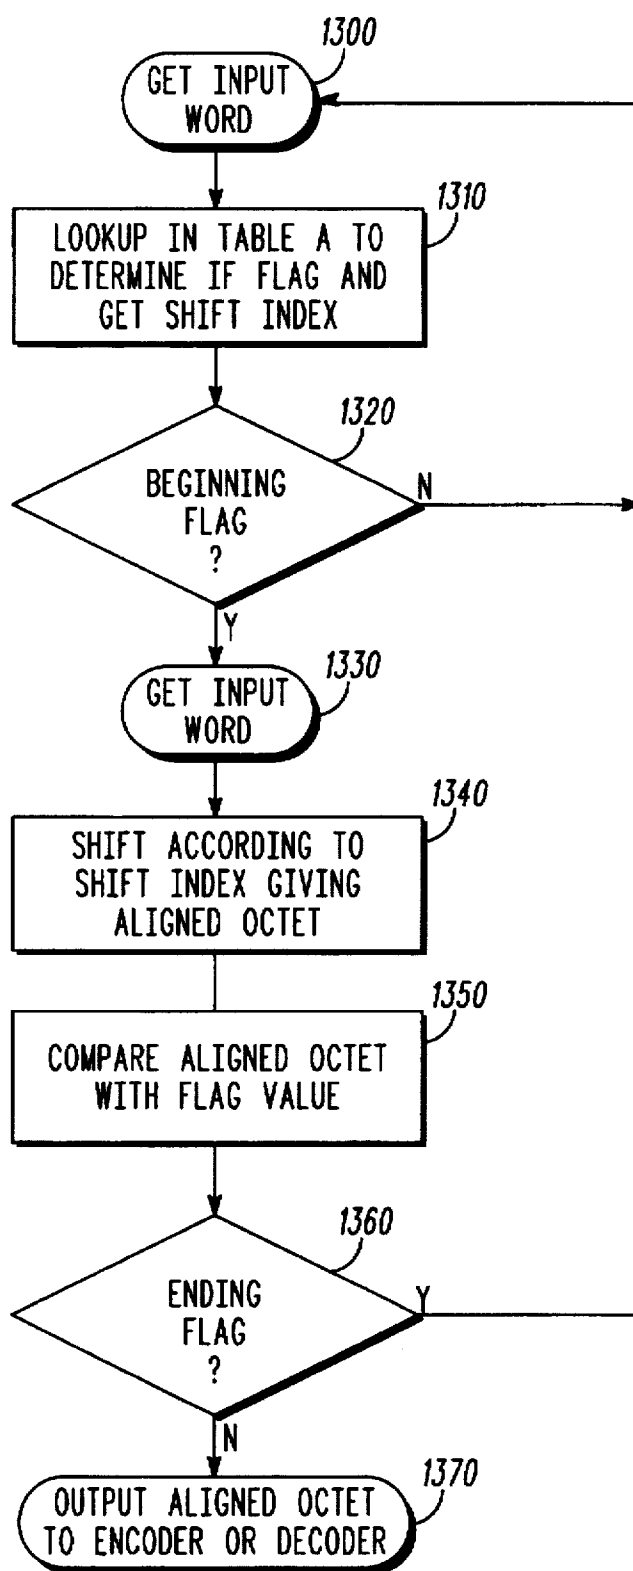 1300
GET INPUT
WORD
1310
LOOKUP IN TABLE A TO
DETERMINE IF FLAG AND
GET SHIFT INDEX
1320
BEGINNING
FLAG
?
N
Y
1330
GET INPUT
WORD
1340
SHIFT ACCORDING TO
SHIFT INDEX GIVING
ALIGNED OCTET
1350
COMPARE ALIGNED OCTET
WITH FLAG VALUE
1360
ENDING
FLAG
?
Y
N
1370
OUTPUT ALIGNED OCTET
TO ENCODER OR DECODER